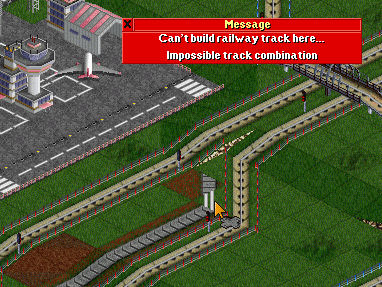 X Message
Can't build railway track here...
Impossible track combination